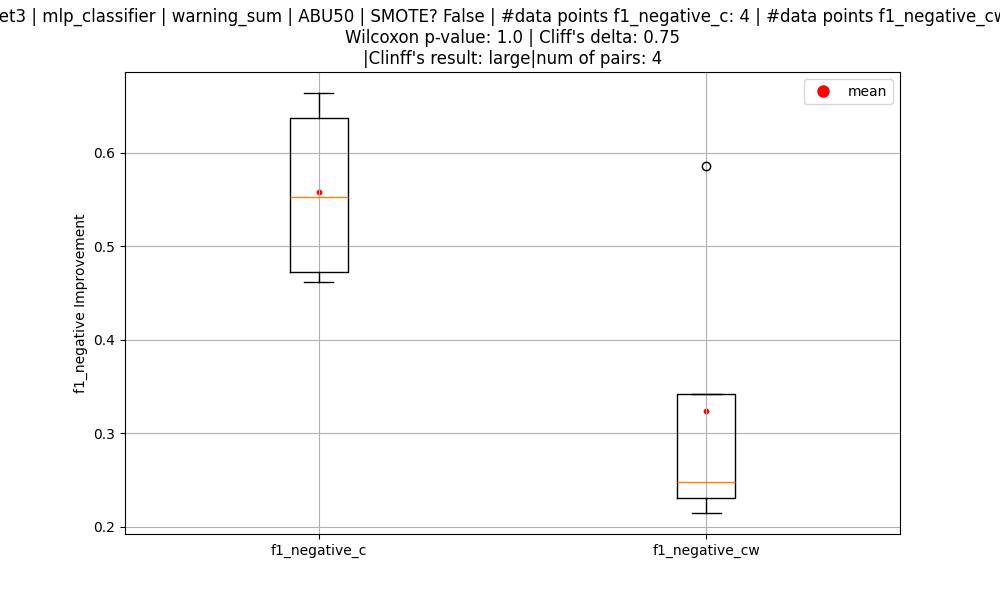 et3 | mlp_classifier | warning_sum | ABU50 | SMOTE? False | #data points f1_negative_c: 4 | #data points f1_negative_cw
Wilcoxon p-value: 1.0 | Cliff's delta: 0.75
|Clinff's result: large|num of pairs: 4
mean
0.6
0.5
0.4
0.3
0.2
f1_negative Improvement
f1_negative_c
f1_negative_cw